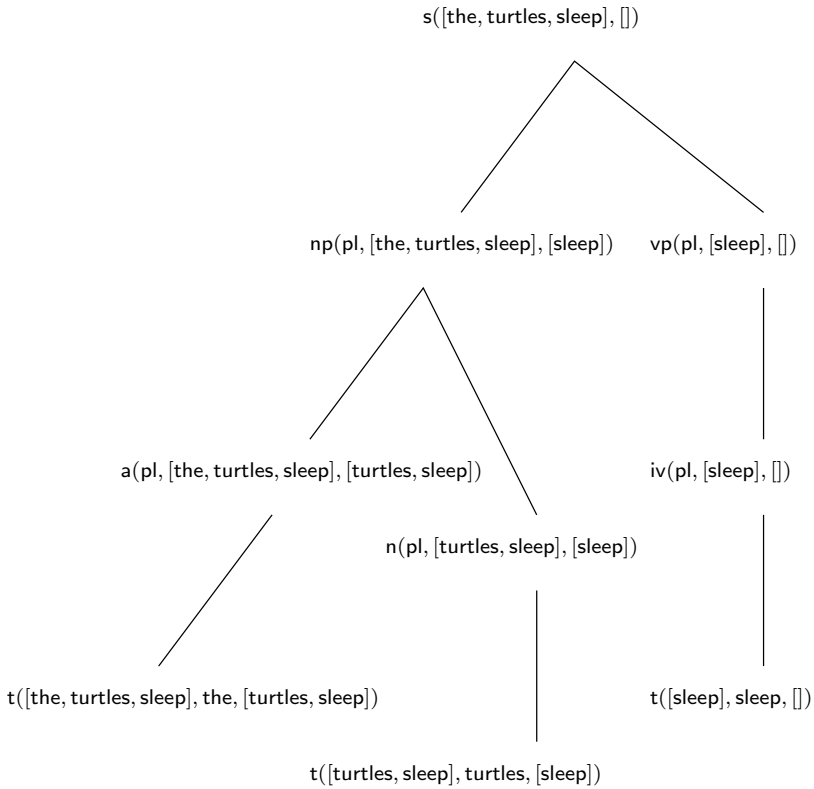 s([the, turtles, sleep], [])
np(pl, [the, turtles, sleep], [sleep]) vp(pl, [sleep], [])
a(pl, [the, turtles, sleep], [turtles, sleep]) iv(pl, [sleep], [])
n(pl, [turtles, sleep], [sleep])
t([the, turtles, sleep], the, [turtles, sleep]) t([sleep], sleep, [])
t([turtles, sleep], turtles, [sleep])